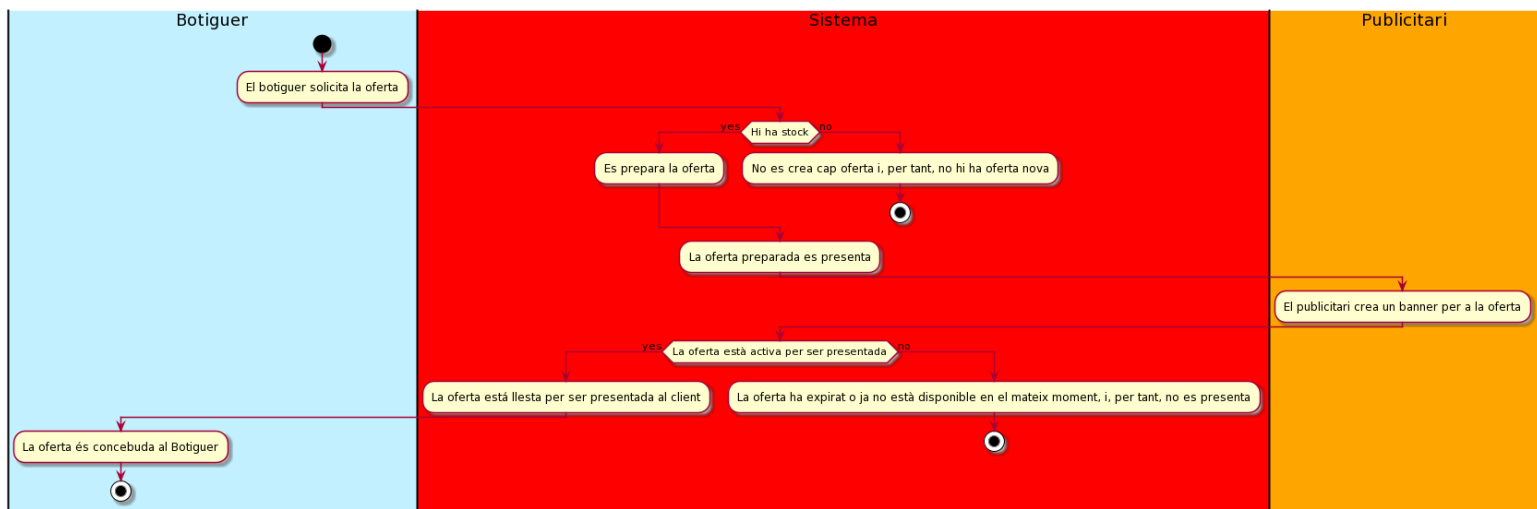 Botiguer
Sistema
Publicitari
El botiguer solicita la oferta
yes
Hi ha stock
no
Es prepara la oferta
No es crea cap oferta i, per tant, no hi ha oferta nova
La oferta preparada es presenta
El publicitari crea un banner per a la oferta
yes
La oferta està activa per ser presentada
no
La oferta está llesta per ser presentada al client
La oferta ha expirat o ja no està disponible en el mateix moment, i, per tant, no es presenta
La oferta és concebuda al Botiguer